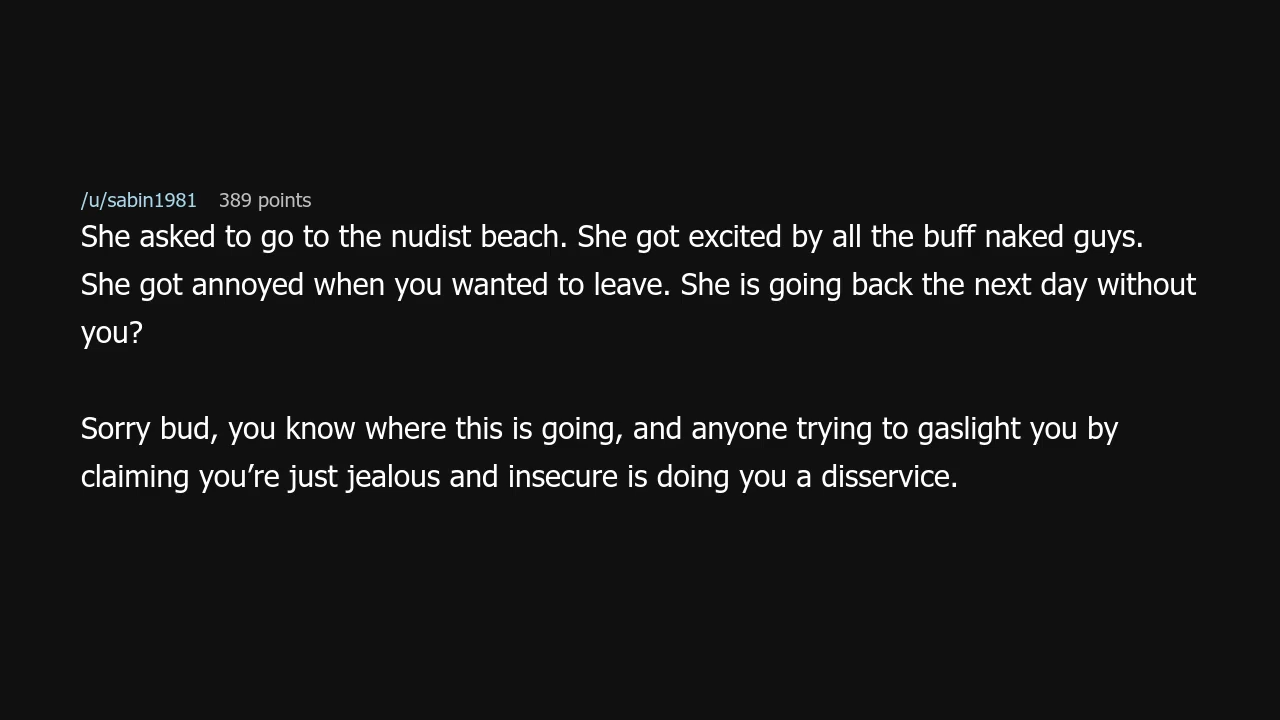 /u/sabin1981 389 points
She asked to go to the nudist beach. She got excited by all the buff naked guys.
She got annoyed when you wanted to leave. She is going back the next day without
you?
Sorry bud, you know where this is going, and anyone trying to gaslight you by
claiming you’re just jealous and insecure is doing you a disservice.